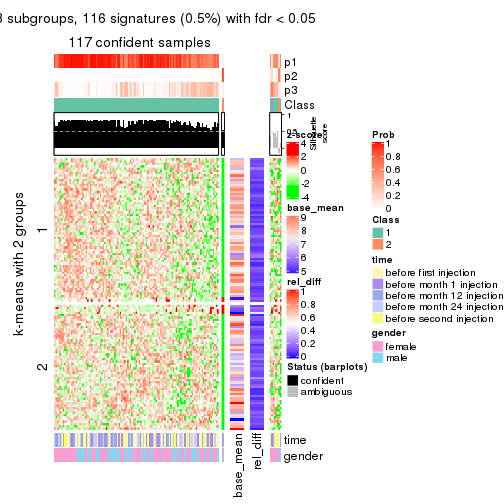 3 subgroups, 116 signatures (0.5%) with fdr < 0.05
117 confident samples
p1
p2
p3
Class
1
0.5
Silhouette
score
k-means with 2 groups
1
2
z-score
4
2
0
-2
-4
base_mean
9
8
7
6
5
rel_diff
1
0.8
0.6
0.4
0.2
0
Status (barplots)
confident
ambiguous
Prob
1
0.8
0.6
0.4
0.2
0
Class
1
2
time
before first injection
before month 1 injection
before month 12 injection
before month 24 injection
before second injection
gender
female
male
time
gender
base_mean
rel_diff